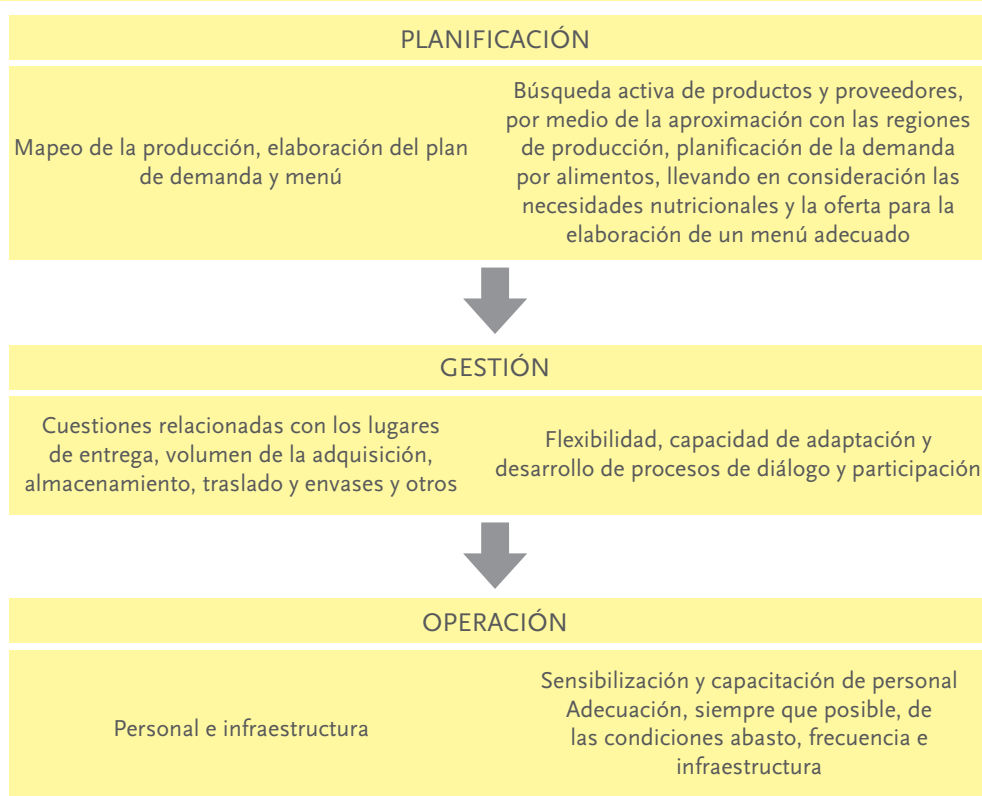 PLANIFICACIÓN
Mapeo de la producción, elaboración del plan
de demanda y menú
Búsqueda activa de productos y proveedores,
por medio de la aproximación con las regiones
de producción, planificación de la demanda
por alimentos, llevando en consideración las
necesidades nutricionales y la oferta para la
elaboración de un menú adecuado
GESTIÓN
Cuestiones relacionadas con los lugares
de entrega, volumen de la adquisición,
almacenamiento, traslado y envases y otros
Flexibilidad, capacidad de adaptación y
desarrollo de procesos de diálogo y participación
OPERACIÓN
Personal e infraestructura
Sensibilización y capacitación de personal
Adecuación, siempre que posible, de
las condiciones abasto, frecuencia e
infraestructura